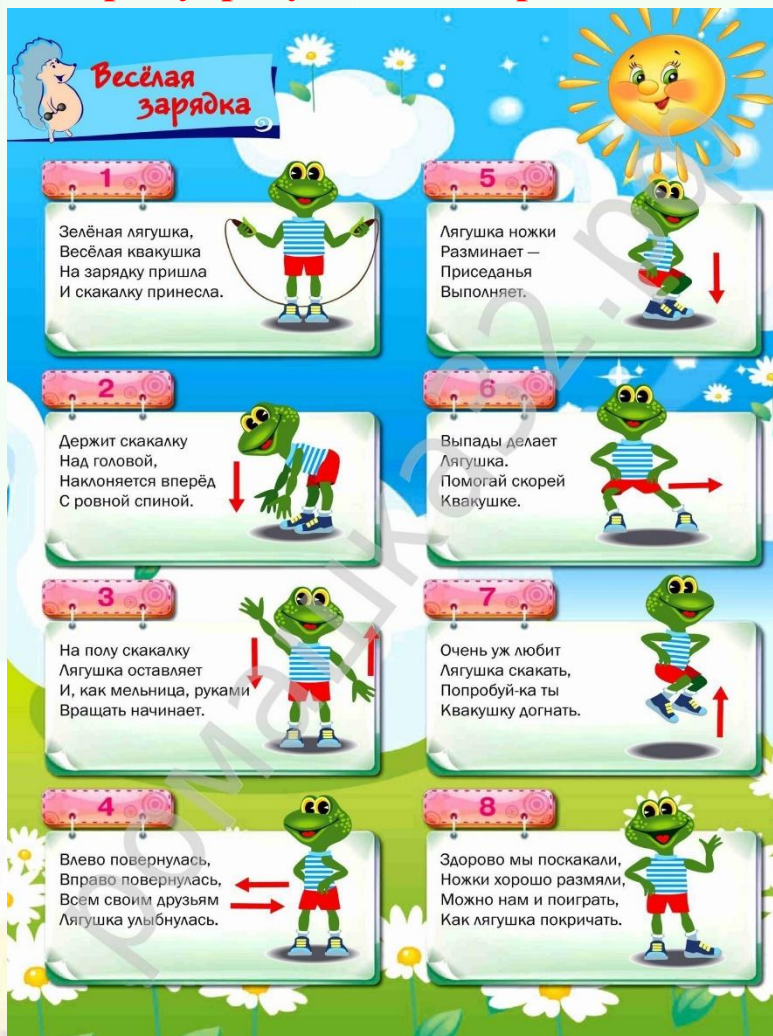 Весёлая
зарядка
1
Зелёная лягушка,
Весёлая квакушка
На зарядку пришла
И скакалку принесла.
2
Держит скакалку
Над головой,
Наклоняется вперёд
С ровной спиной.
3
На полу скакалку
Лягушка оставляет
И, как мельница, руками
Вращать начинает.
4
Влево повернулась,
Вправо повернулась,
Всем своим друзьям
Лягушка улыбнулась.
5
Лягушка ножки
Разминает —
Приседанья
Выполняет.
6
Выпады делает
Лягушка.
Помогай скорей
Квакушке.
7
Очень уж любит
Лягушка скакать,
Попробуй-ка ты
Квакушку догнать.
8
Здорово мы поскакали,
Ножки хорошо размяли,
Можно нам и поиграть,
Как лягушка покричать.
ромашка32.рф